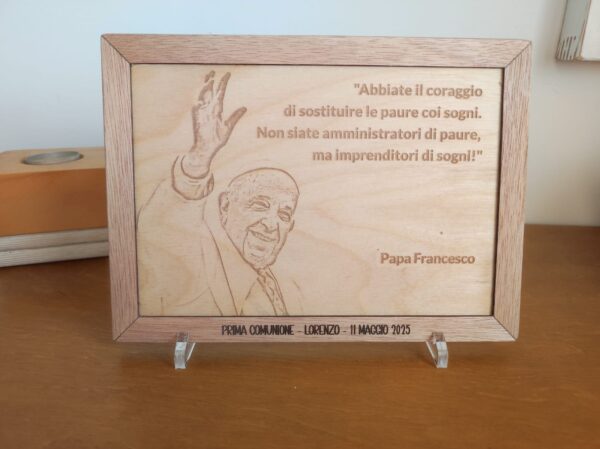 "Abbiate il coraggio
di sostituire le paure coi sogni.
Non siate amministratori di paure,
ma imprenditori di sogni!"
Papa Francesco
PRIMA COMUNIONE - LORENZO - 11 MAGGIO 2025